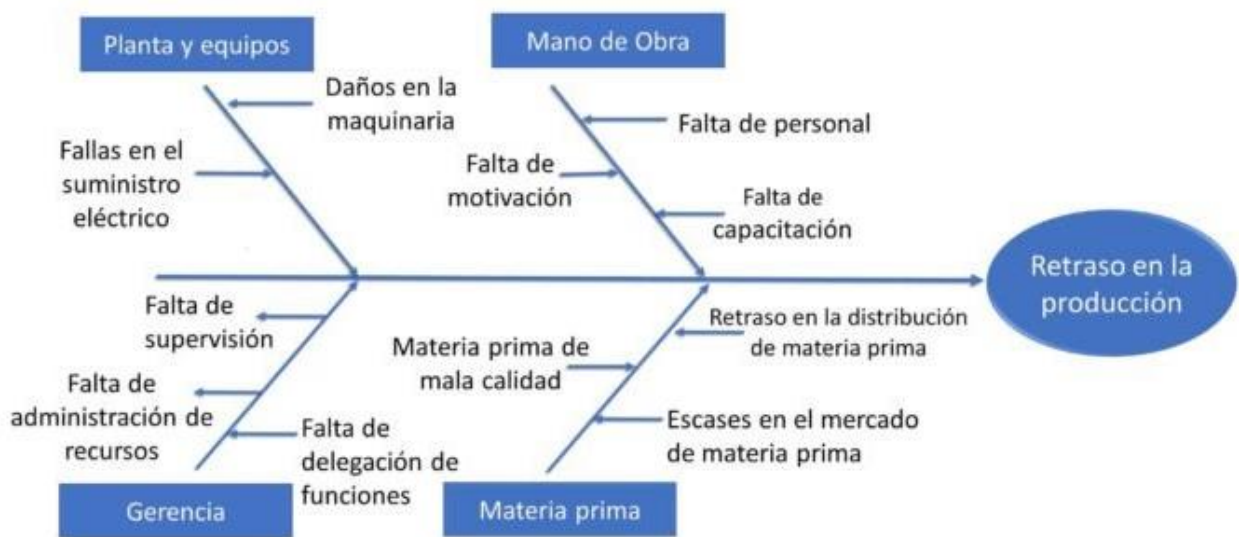 Planta y equipos
Daños en la
maquinaria
Fallas en el
suministro
eléctrico
Mano de Obra
Falta de personal
Falta de
motivación
Falta de
capacitación
Retraso en la
producción
Falta de
supervisión
Falta de
administración de
recursos
Falta de
delegación de
funciones
Gerencia
Retraso en la distribución
de materia prima
Materia prima de
mala calidad
Escases en el mercado
de materia prima
Materia prima